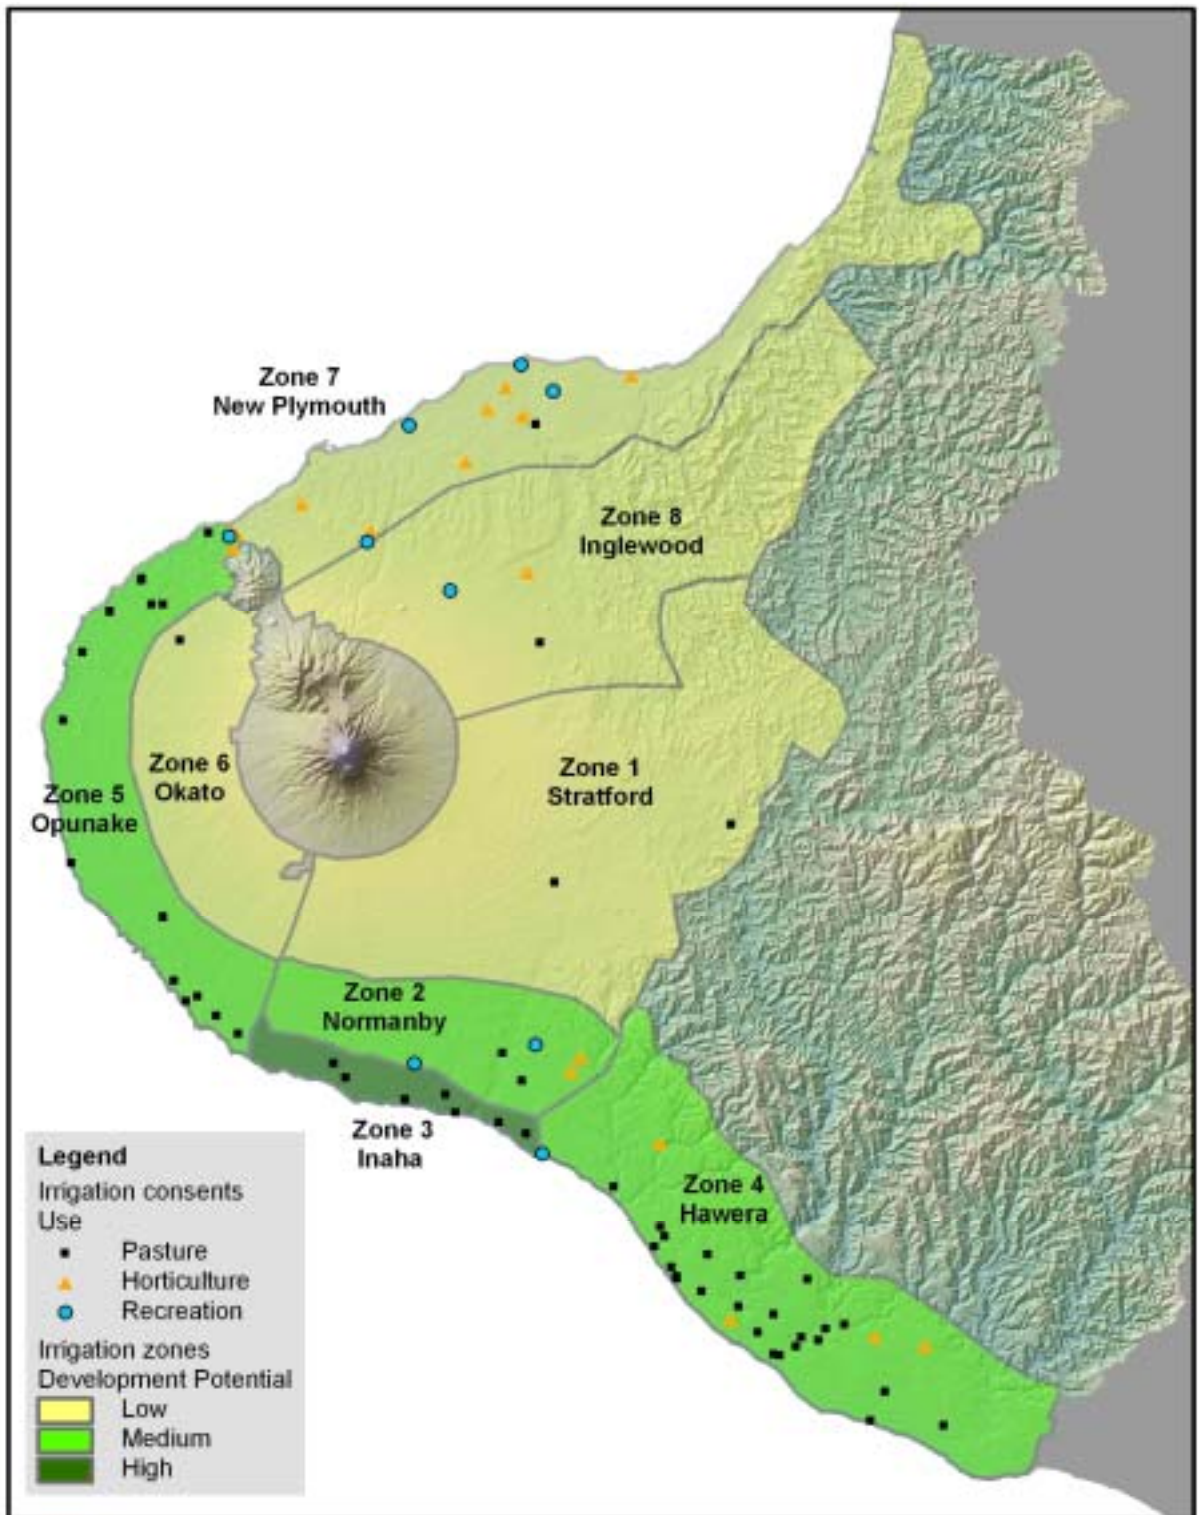 Zone 7
New Plymouth
Zone 8
Inglewood
Zone 6
Okato
Zone 1
Stratford
Zone 5
Opunake
Zone 2
Normanby
Zone 3
Inaha
Zone 4
Hawera
Legend
Irrigation consents
Use
Pasture
Horticulture
Recreation
Irrigation zones
Development Potential
Low
Medium
High